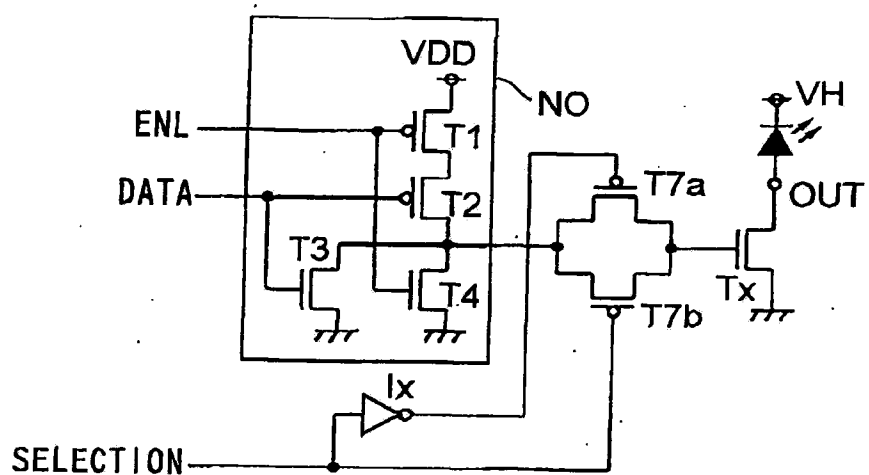 VDD
NO
VH
ENL
T1
T7a
DATA
T2
OUT
T3
T4
Tx
T7b
Ix
SELECTION